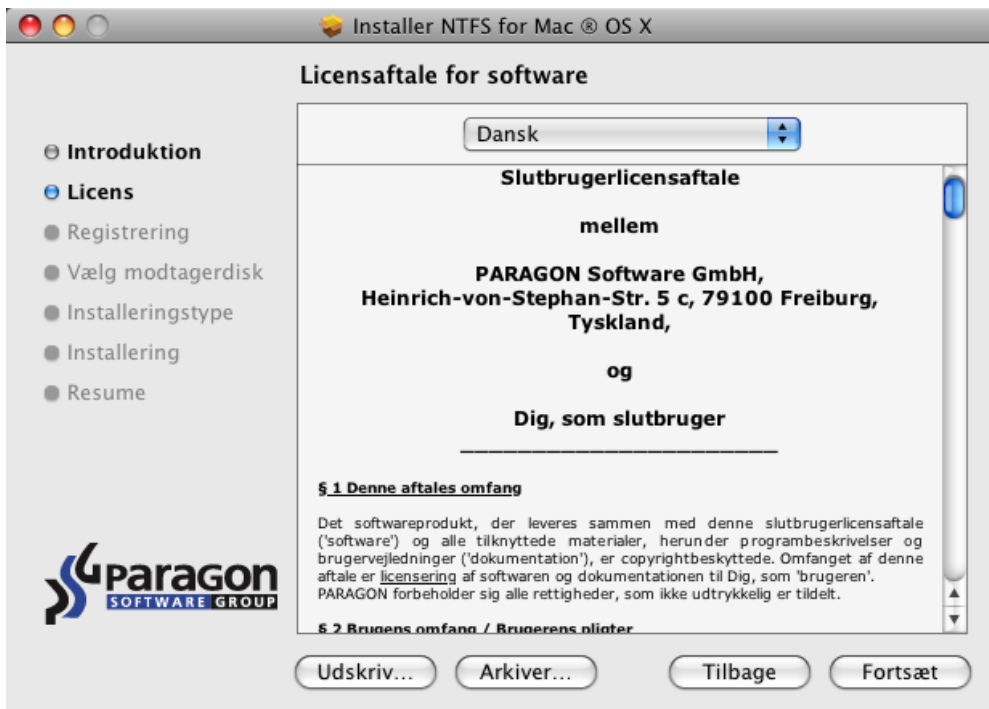 Installer NTFS for Mac ® OS X
Licensaftale for software
Introduktion
Licens
Registrering
Vælg modtagerdisk
Installeringstype
Installering
Resume
Dansk
Slutbrugerlicensaftale
mellem
PARAGON Software GmbH,
Heinrich-von-Stephan-Str. 5 c, 79100 Freiburg,
Tyskland,
og
Dig, som slutbruger
§ 1 Denne aftales omfang
Det softwareprodukt, der leveres sammen med denne slutbrugerlicensaftale
('software') og alle tilknyttede materialer, herunder programbeskrivelser og
brugervejledninger ('dokumentation'), er copyrightbeskyttede. Omfanget af denne
aftale er licensering af softwaren og dokumentationen til Dig, som 'brugeren'.
PARAGON forbeholder sig alle rettigheder, som ikke udtrykkelig er tildelt.
§ 2 Brugens omfang / Brugerens pligter
Paragon
SOFTWARE GROUP
Udskriv...
Arkiver...
Tilbage
Fortsæt